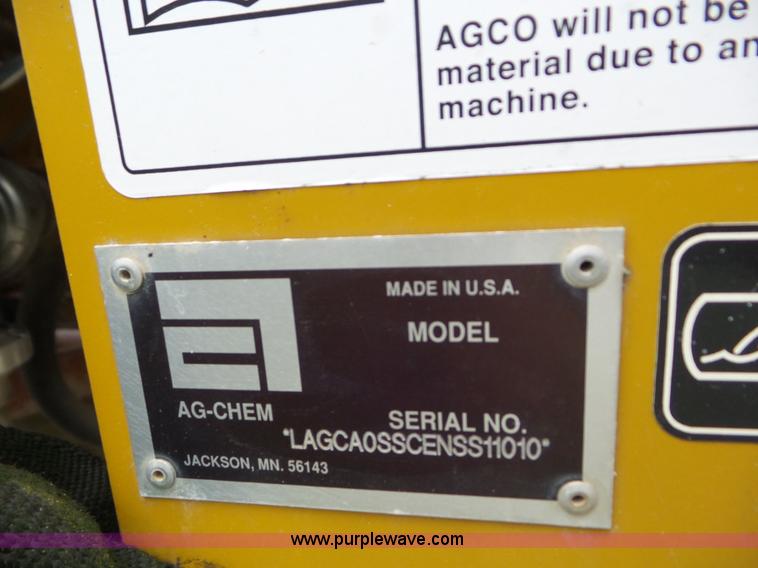 AGCO will not be
material due to an
machine.
MADE IN U.S.A.
MODEL
AG-CHEM
SERIAL NO.
*LAGCA0SSCENSS11010*
JACKSON, MN. 56143
www.purplewave.com